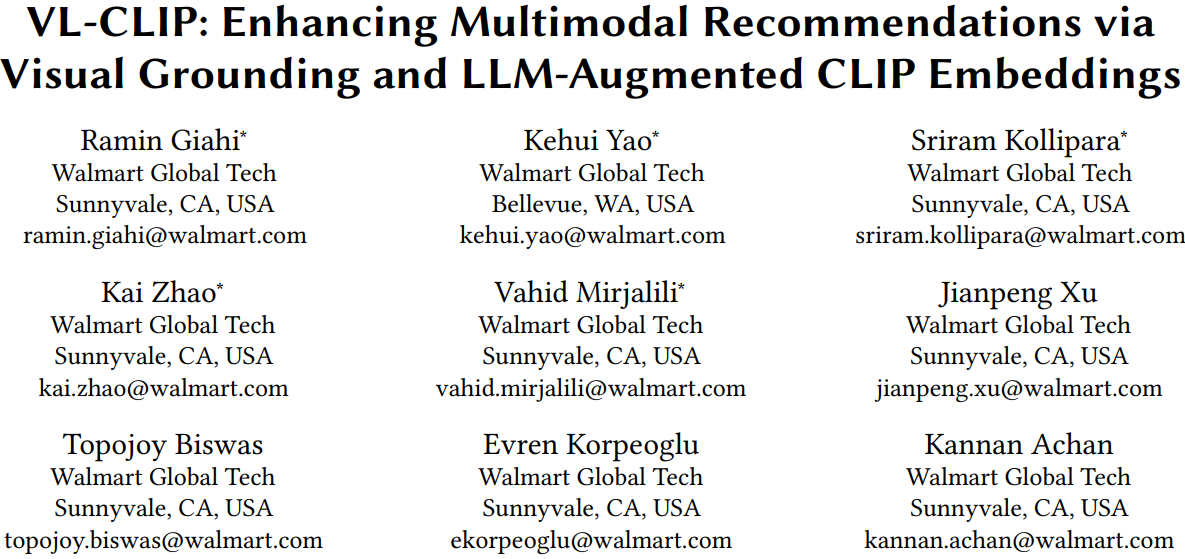 VL-CLIP: Enhancing Multimodal Recommendations via
Visual Grounding and LLM-Augmented CLIP Embeddings
Ramin Giahi*
Walmart Global Tech
Sunnyvale, CA, USA
ramin.giahi@walmart.com
Kehui Yao*
Walmart Global Tech
Bellevue, WA, USA
kehui.yao@walmart.com
Sriram Kollipara*
Walmart Global Tech
Sunnyvale, CA, USA
sriram.kollipara@walmart.com
Kai Zhao*
Walmart Global Tech
Sunnyvale, CA, USA
kai.zhao@walmart.com
Vahid Mirjalili*
Walmart Global Tech
Sunnyvale, CA, USA
vahid.mirjalili@walmart.com
Jianpeng Xu
Walmart Global Tech
Sunnyvale, CA, USA
jianpeng.xu@walmart.com
Topojoy Biswas
Walmart Global Tech
Sunnyvale, CA, USA
topojoy.biswas@walmart.com
Evren Korpeoglu
Walmart Global Tech
Sunnyvale, CA, USA
ekorpeoglu@walmart.com
Kannan Achan
Walmart Global Tech
Sunnyvale, CA, USA
kannan.achan@walmart.com